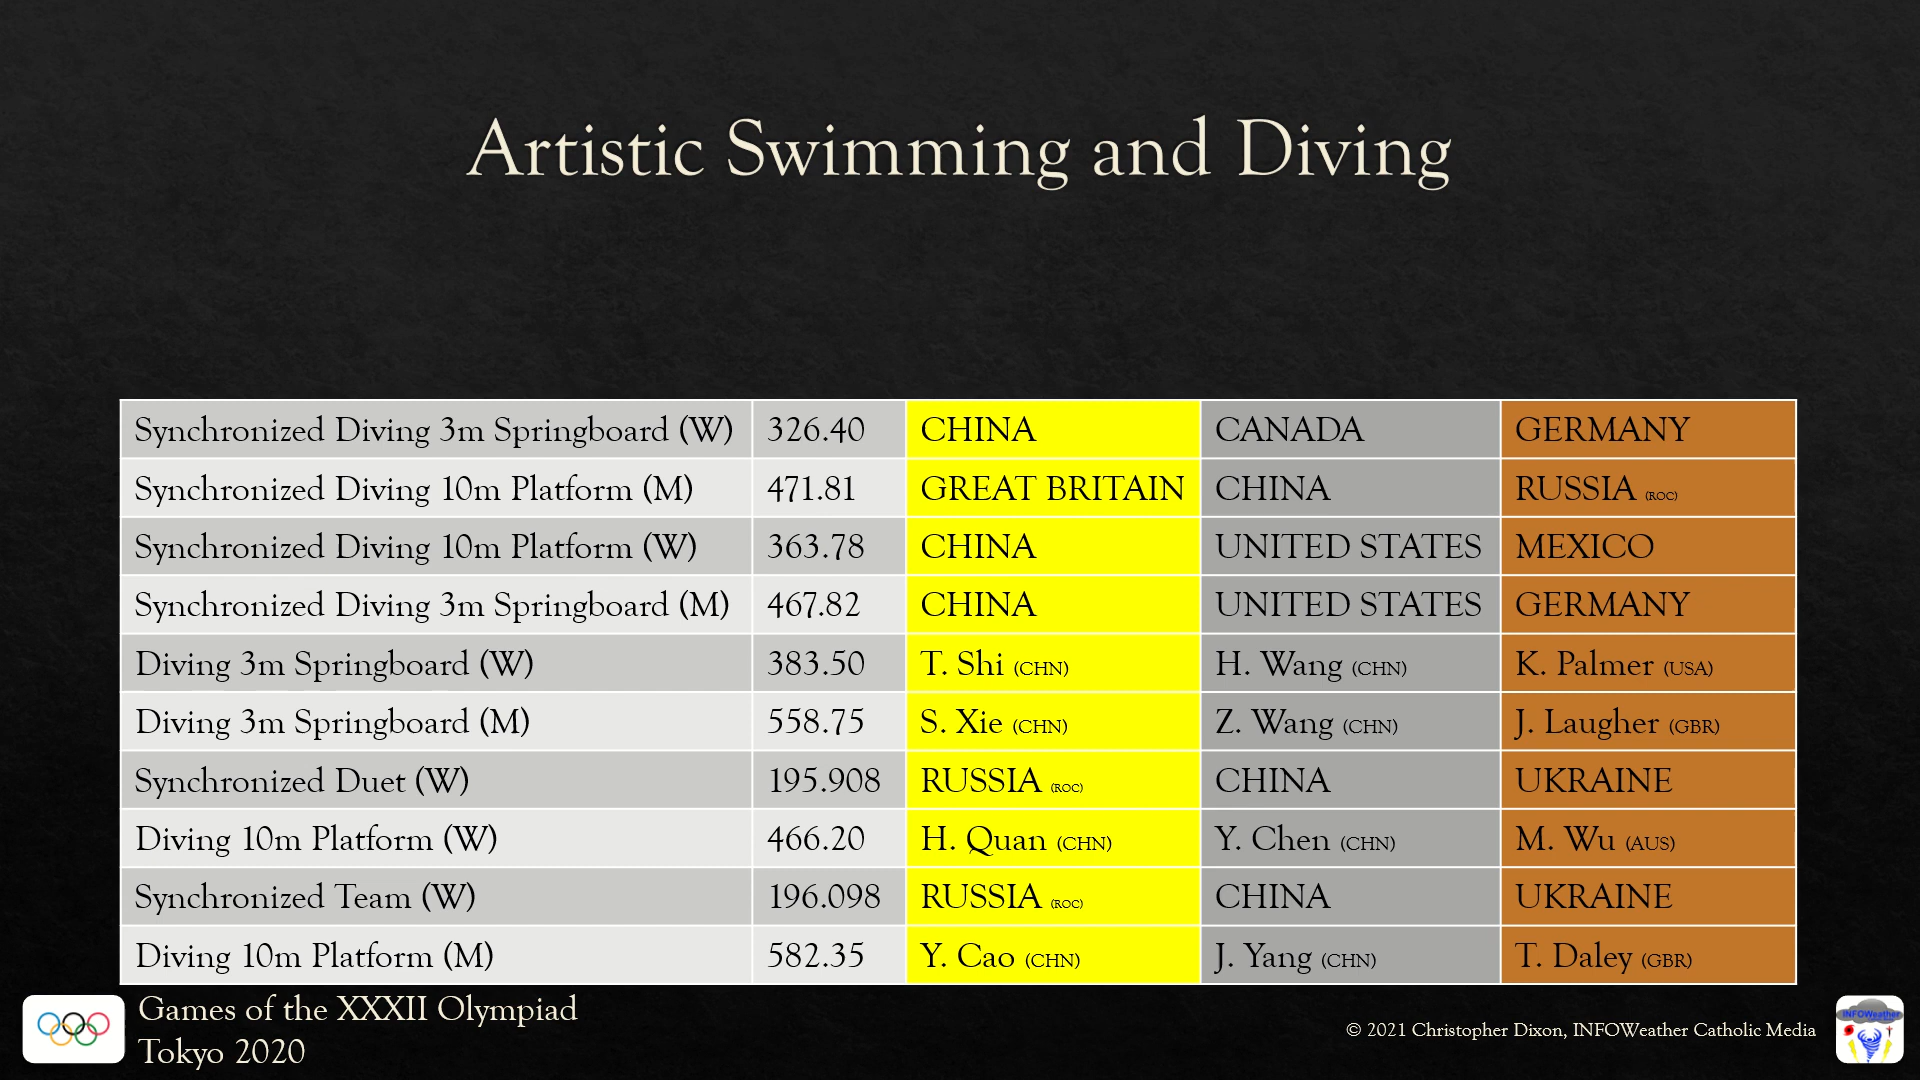 Artistic Swimming and Diving
Synchronized Diving 3m Springboard (W) 326.40 CHINA CANADA GERMANY
Synchronized Diving 10m Platform (M) 471.81 GREAT BRITAIN CHINA RUSSIA (ROC)
Synchronized Diving 10m Platform (W) 363.78 CHINA UNITED STATES MEXICO
Synchronized Diving 3m Springboard (M) 467.82 CHINA UNITED STATES GERMANY
Diving 3m Springboard (W) 383.50 T. Shi (CHN) H. Wang (CHN) K. Palmer (USA)
Diving 3m Springboard (M) 558.75 S. Xie (CHN) Z. Wang (CHN) J. Laugher (GBR)
Synchronized Duet (W) 195.908 RUSSIA (ROC) CHINA UKRAINE
Diving 10m Platform (W) 466.20 H. Quan (CHN) Y. Chen (CHN) M. Wu (AUS)
Synchronized Team (W) 196.098 RUSSIA (ROC) CHINA UKRAINE
Diving 10m Platform (M) 582.35 Y. Cao (CHN) J. Yang (CHN) T. Daley (GBR)
Games of the XXXII Olympiad
Tokyo 2020
© 2021 Christopher Dixon, INFOWeather Catholic Media
INFOWeather